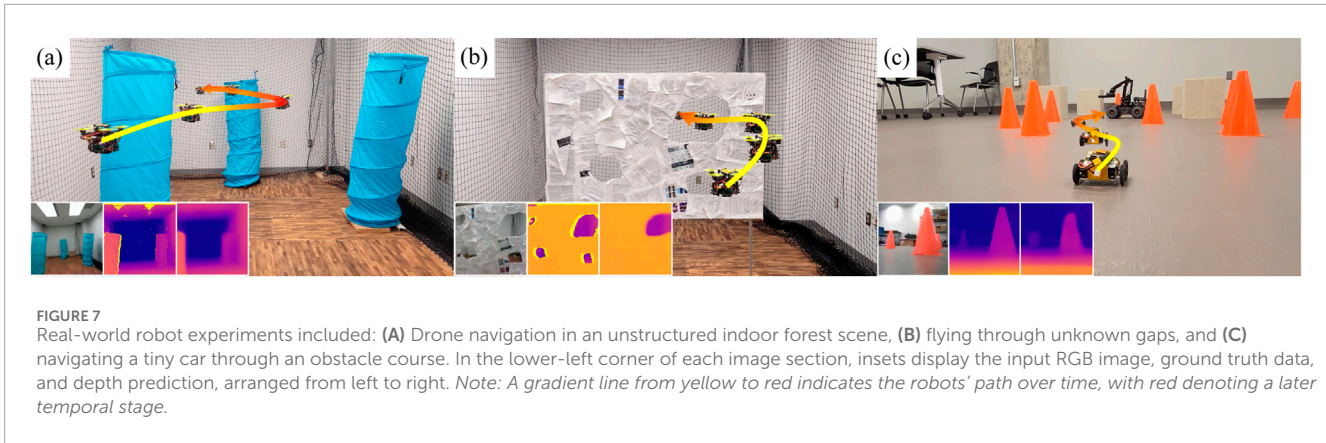 (a)
(b)
(c)
FIGURE 7
Real-world robot experiments included: (A) Drone navigation in an unstructured indoor forest scene, (B) flying through unknown gaps, and (C)
navigating a tiny car through an obstacle course. In the lower-left corner of each image section, insets display the input RGB image, ground truth data,
and depth prediction, arranged from left to right. Note: A gradient line from yellow to red indicates the robots' path over time, with red denoting a later
temporal stage.